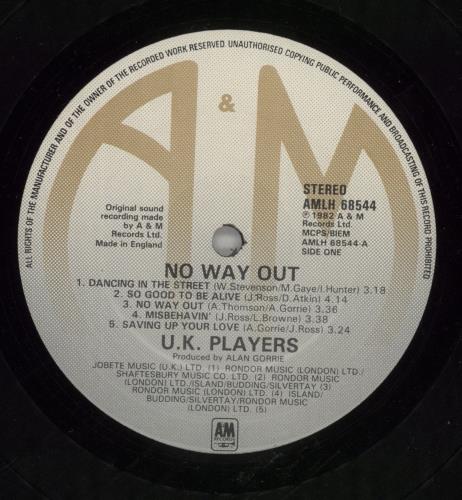 ALL RIGHTS OF THE MANUFACTURER AND OF THE OWNER OF THE RECORDED WORK RESERVED. UNAUTHORISED COPYING PUBLIC PERFORMANCE AND BROADCASTING OF THIS RECORD PROHIBITED
A & M
Original sound
recording made
by A & M
Records Ltd.
Made in England
STEREO
AMLH 68544
℗ 1982 A & M
Records Ltd.
MCPS/BIEM
AMLH 68544-A
SIDE ONE
NO WAY OUT
1. DANCING IN THE STREET (W.Stevenson/M.Gaye/I.Hunter) 3.18
2. SO GOOD TO BE ALIVE (J.Ross/D.Atkin) 4.14
3. NO WAY OUT (A.Thomson/A.Gorrie) 3.36
4. MISBEHAVIN' (J.Ross/L.Browne) 3.38
5. SAVING UP YOUR LOVE (A.Gorrie/J.Ross) 3.24
U.K. PLAYERS
Produced by ALAN GORRIE
JOBETE MUSIC (U.K.) LTD. (1) RONDOR MUSIC (LONDON) LTD./
SHAFTESBURY MUSIC CO. LTD. (2) RONDOR MUSIC
(LONDON) LTD./ISLAND/BUDDING/SILVERTAY (3)
RONDOR MUSIC (LONDON) LTD. (4) ISLAND/
BUDDING/SILVERTAY/RONDOR MUSIC
(LONDON) LTD. (5)
A&M
RECORDS